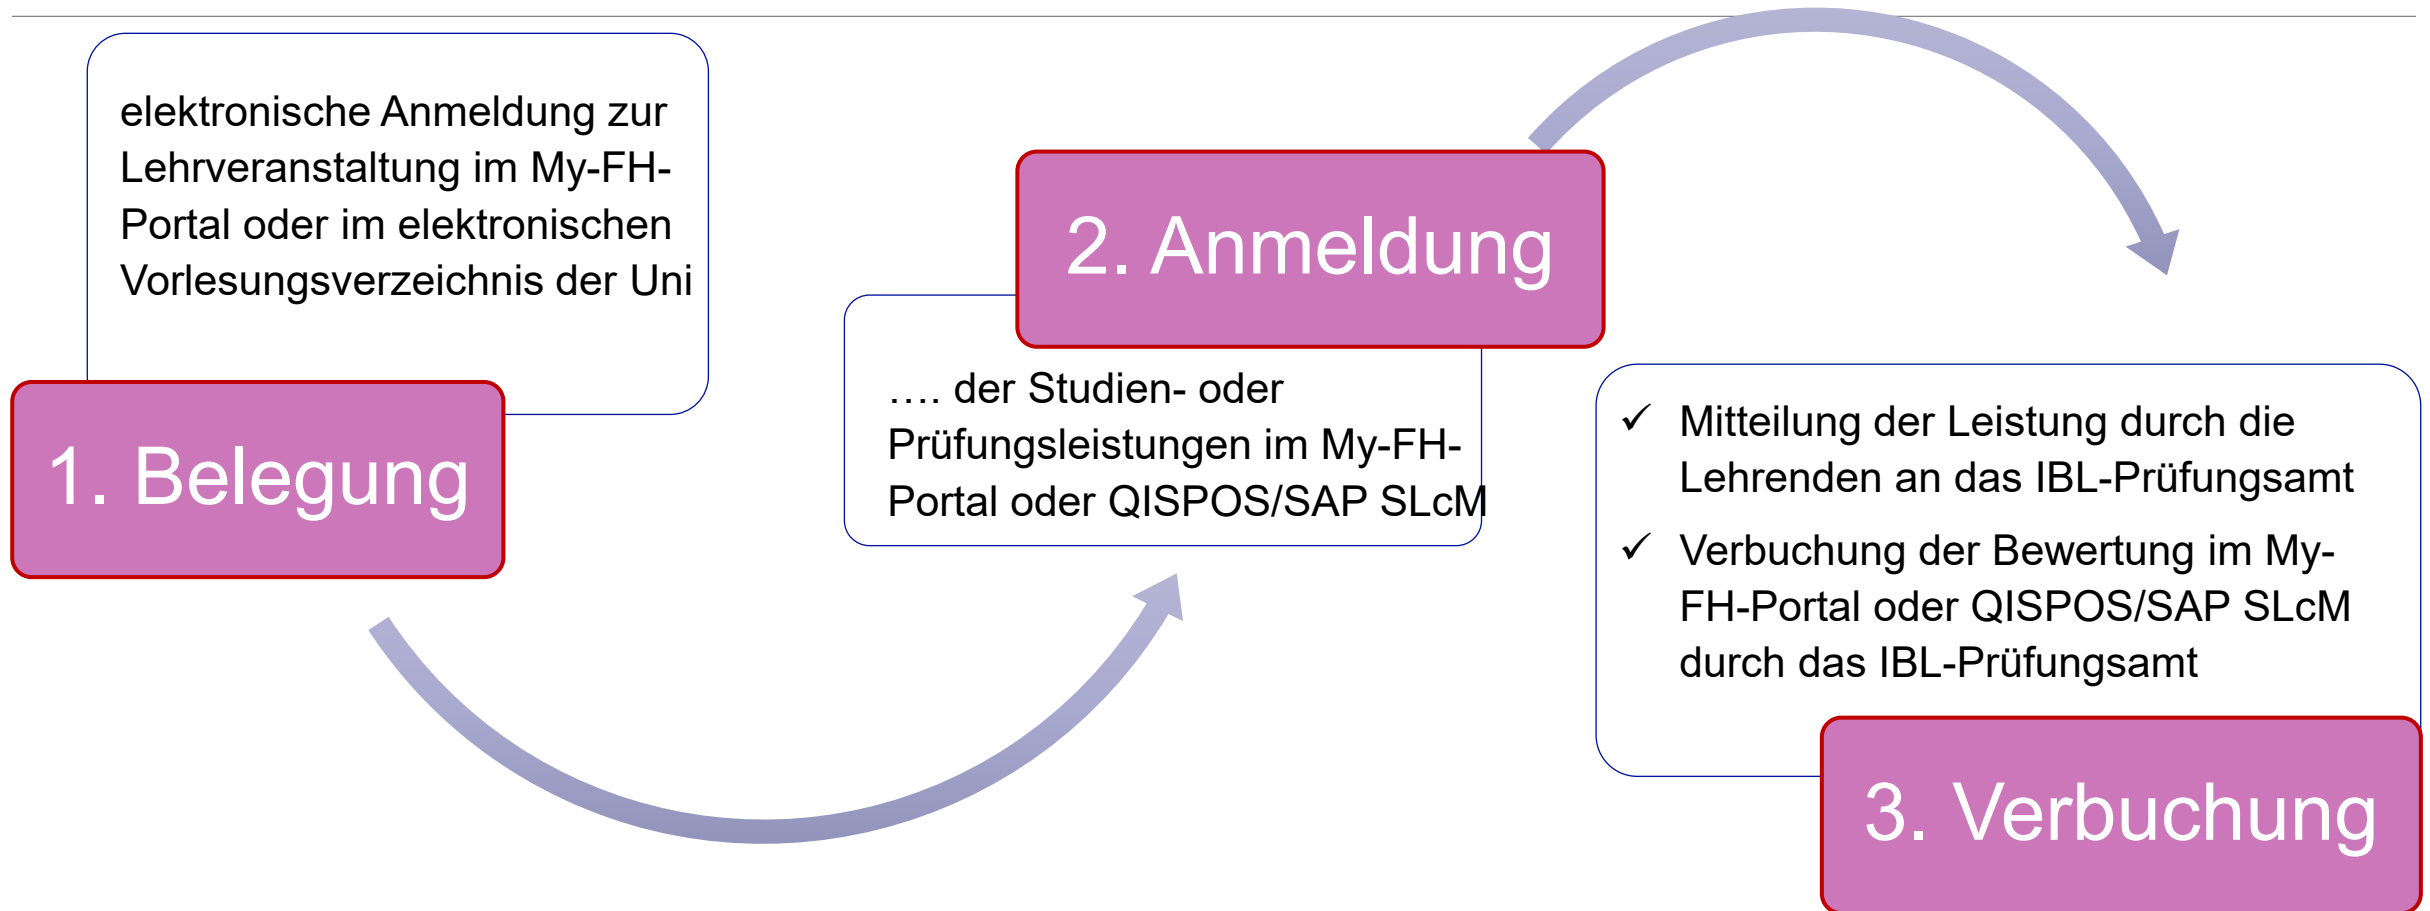 elektronische Anmeldung zur
Lehrveranstaltung im My-FH-
Portal oder im elektronischen
Vorlesungsverzeichnis der Uni
1. Belegung
2. Anmeldung
…. der Studien- oder
Prüfungsleistungen im My-FH-
Portal oder QISPOS/SAP SLcM
✓ Mitteilung der Leistung durch die
Lehrenden an das IBL-Prüfungsamt
✓ Verbuchung der Bewertung im My-
FH-Portal oder QISPOS/SAP SLcM
durch das IBL-Prüfungsamt
3. Verbuchung